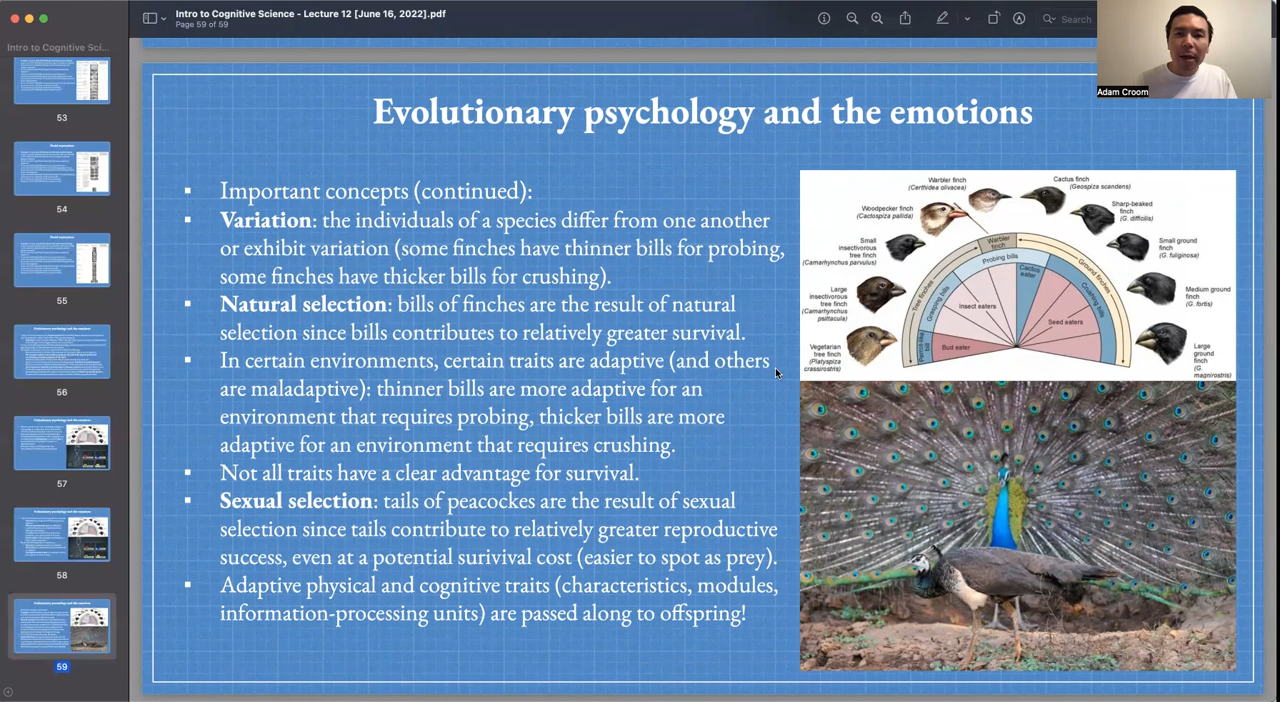 Intro to Cognitive Science - Lecture 12 [June 16, 2022].pdf
Page 59 of 59
Search
Adam Croom
Intro to Cognitive Sci...
53
54
55
56
57
58
59
Evolutionary psychology and the emotions
▪ Important concepts (continued):
▪ Variation: the individuals of a species differ from one another
or exhibit variation (some finches have thinner bills for probing,
some finches have thicker bills for crushing).
▪ Natural selection: bills of finches are the result of natural
selection since bills contributes to relatively greater survival.
▪ In certain environments, certain traits are adaptive (and others
are maladaptive): thinner bills are more adaptive for an
environment that requires probing, thicker bills are more
adaptive for an environment that requires crushing.
▪ Not all traits have a clear advantage for survival.
▪ Sexual selection: tails of peacockes are the result of sexual
selection since tails contribute to relatively greater reproductive
success, even at a potential survival cost (easier to spot as prey).
▪ Adaptive physical and cognitive traits (characteristics, modules,
information-processing units) are passed along to offspring!
Warbler finch
(Certhidea olivacea)
Cactus finch
(Geospiza scandens)
Woodpecker finch
(Cactospiza pallida)
Sharp-beaked
finch
(G. difficilis)
Small
insectivorous
tree finch
(Camarhynchus parvulus)
Small ground
finch
(G. fuliginosa)
Large
insectivorous
tree finch
(Camarhynchus
psittacula)
Medium ground
finch
(G. fortis)
Vegetarian
tree finch
(Platyspiza
crassirostris)
Large
ground
finch
(G.
magnirostris)
Warbler
finch
Tree finches
Ground finches
Probing bills
Grasping bills
Crushing bills
Cactus
eater
Insect eaters
Seed eaters
Bud eater